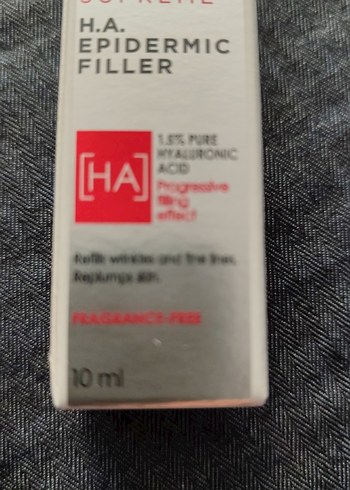 SUPREME
H.A.
EPIDERMIC
FILLER
[HA]
1.5% PURE
HYALURONIC
ACID
Progressive
filling
effect
Refills wrinkles and fine lines.
Replumps skin.
FRAGRANCE-FREE
10 ml